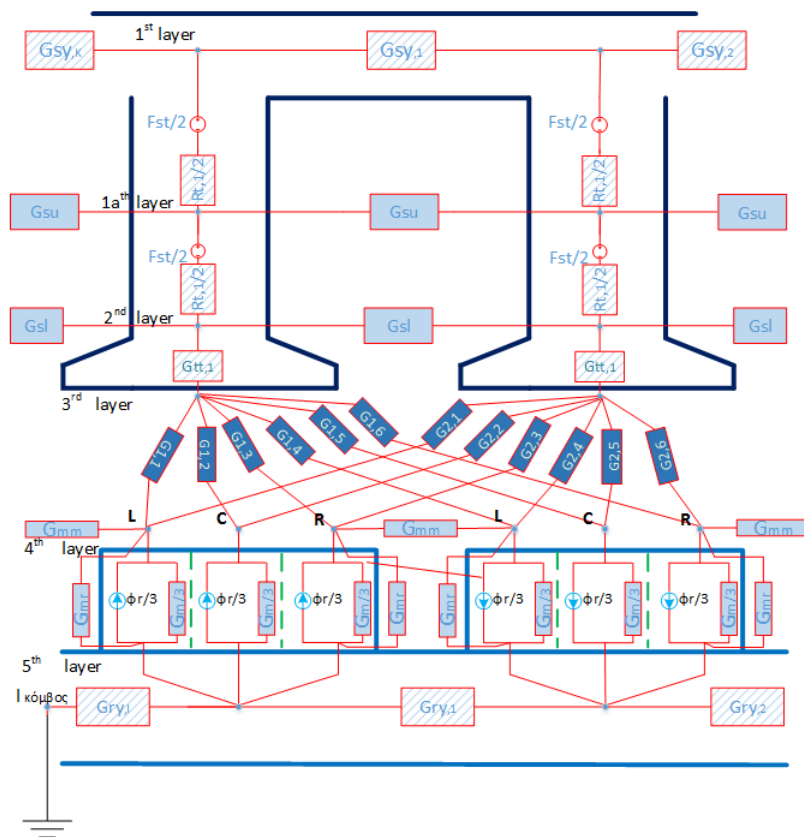 1st layer
Gsy,K
Gsy,1
Gsy,2
Fst/2
Fst/2
Rt,1/2
Rt,1/2
1ath layer
Gsu
Gsu
Gsu
Fst/2
Fst/2
Rt,1/2
Rt,1/2
2nd layer
Gsl
Gsl
Gsl
Gtt,1
Gtt,1
3rd layer
G1,1
G1,2
G1,3
G1,4
G1,5
G1,6
G2,1
G2,2
G2,3
G2,4
G2,5
G2,6
L
C
R
L
C
R
Gmm
Gmm
Gmm
4th layer
Gmr
φr/3
Gm/3
φr/3
Gm/3
φr/3
Gm/3
Gmr
Gmr
φr/3
Gm/3
φr/3
Gm/3
φr/3
Gm/3
Gmr
5th layer
I κόμβος
Gry,I
Gry,1
Gry,2